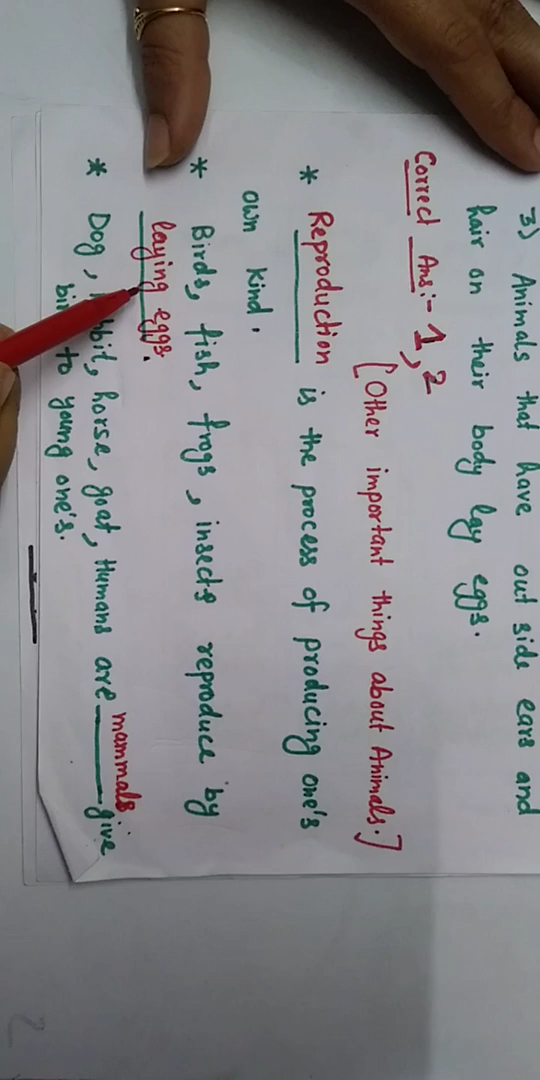 3) Animals that have out side ears and
hair on their body lay eggs.
Correct Ans:- 1,2
[Other important things about Animals.]
* Reproduction is the process of producing one's
own kind.
* Birds, fish, frogs, insects reproduce by
laying eggs.
* Dog, horse, goat, Humans are mammals give
to young one's.
2